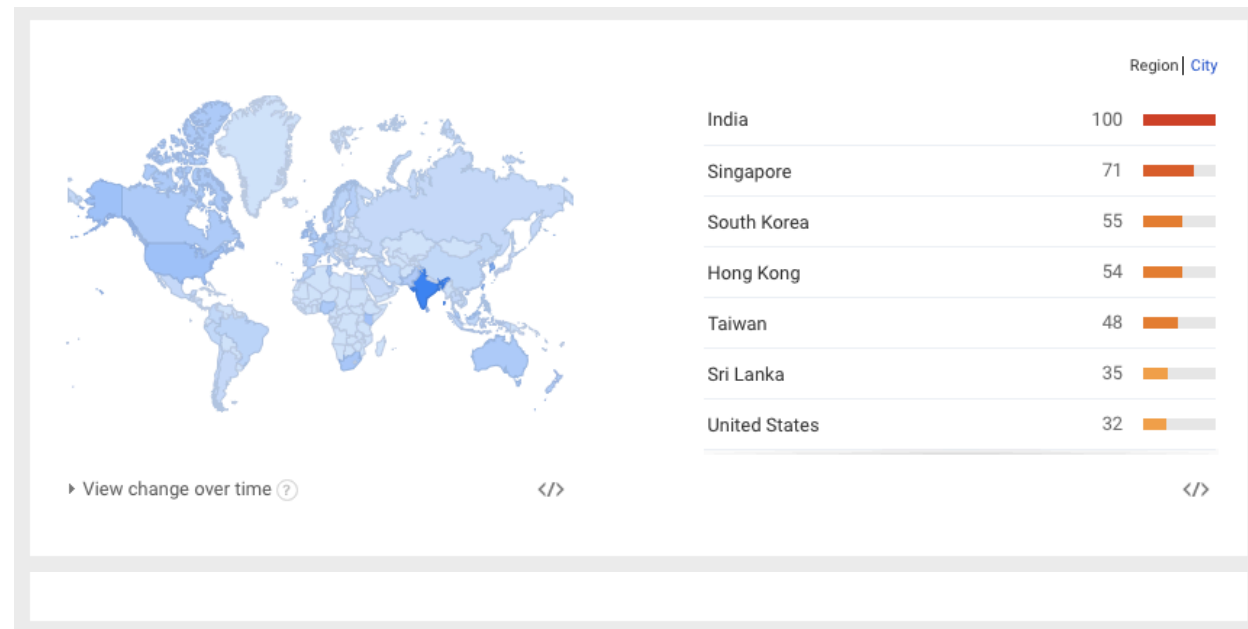 Region | City
India 100
Singapore 71
South Korea 55
Hong Kong 54
Taiwan 48
Sri Lanka 35
United States 32
View change over time ?
</>
</>